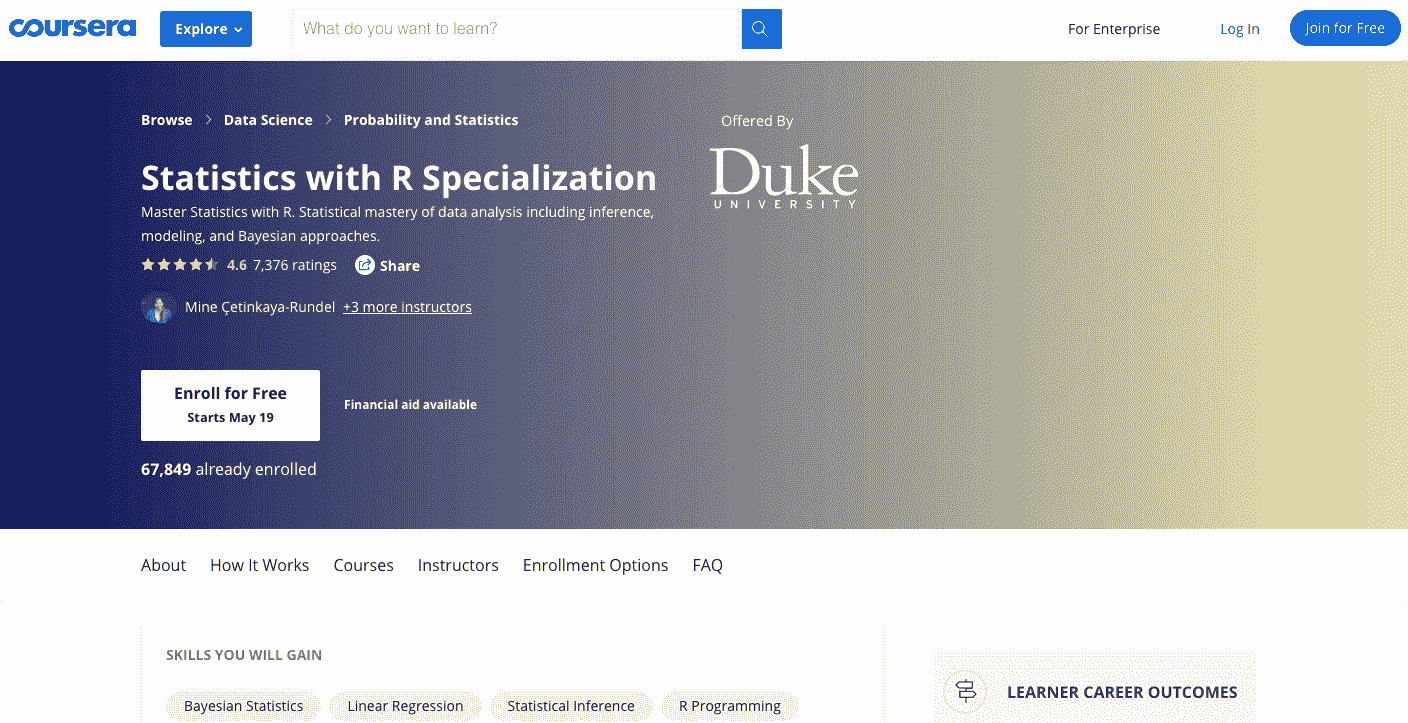 coursera
Explore
What do you want to learn?
For Enterprise
Log In
Join for Free
Browse > Data Science > Probability and Statistics
Offered By
Duke
UNIVERSITY
Statistics with R Specialization
Master Statistics with R. Statistical mastery of data analysis including inference,
modeling, and Bayesian approaches.
4.6 7,376 ratings
Share
Mine Çetinkaya-Rundel +3 more instructors
Enroll for Free
Starts May 19
Financial aid available
67,849 already enrolled
About
How It Works
Courses
Instructors
Enrollment Options
FAQ
SKILLS YOU WILL GAIN
Bayesian Statistics
Linear Regression
Statistical Inference
R Programming
LEARNER CAREER OUTCOMES